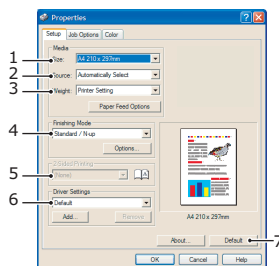 Properties
Setup Job Options Color
Media
1 Size: A4 210 x 297mm
2 Source: Automatically Select
3 Weight: Printer Setting
Paper Feed Options
Finishing Mode
4 Standard / N-up
Options...
2-Sided Printing
5 (None)
Driver Settings
6 Default
Add... Remove
A4 210 x 297mm
About... Default 7
OK Cancel Help